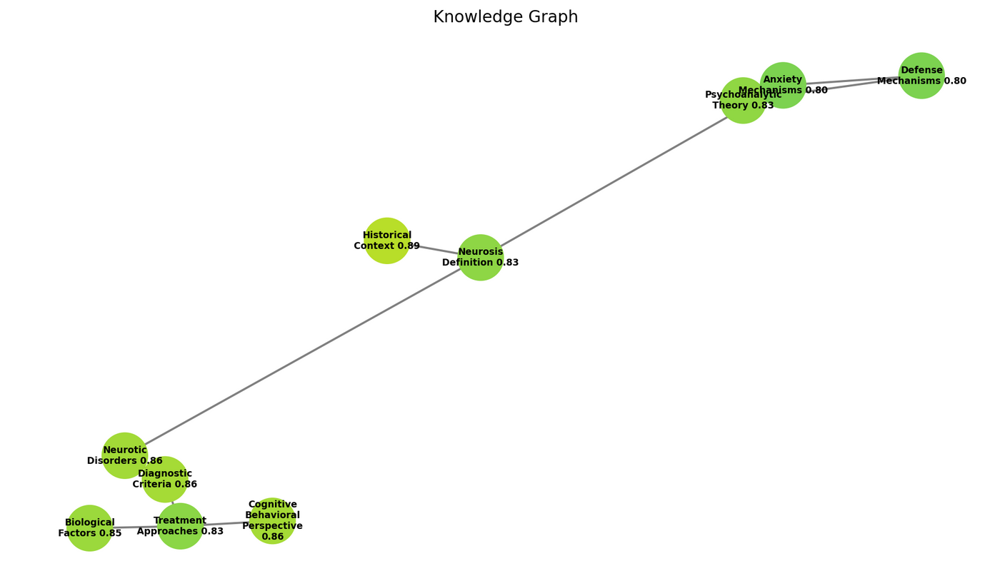 Knowledge Graph
Defense
Mechanisms 0.80
Anxiety
Mechanisms 0.80
Psychoanalytic
Theory 0.83
Historical
Context 0.89
Neurosis
Definition 0.83
Neurotic
Disorders 0.86
Diagnostic
Criteria 0.86
Cognitive
Behavioral
Perspective
0.86
Biological
Factors 0.85
Treatment
Approaches 0.83